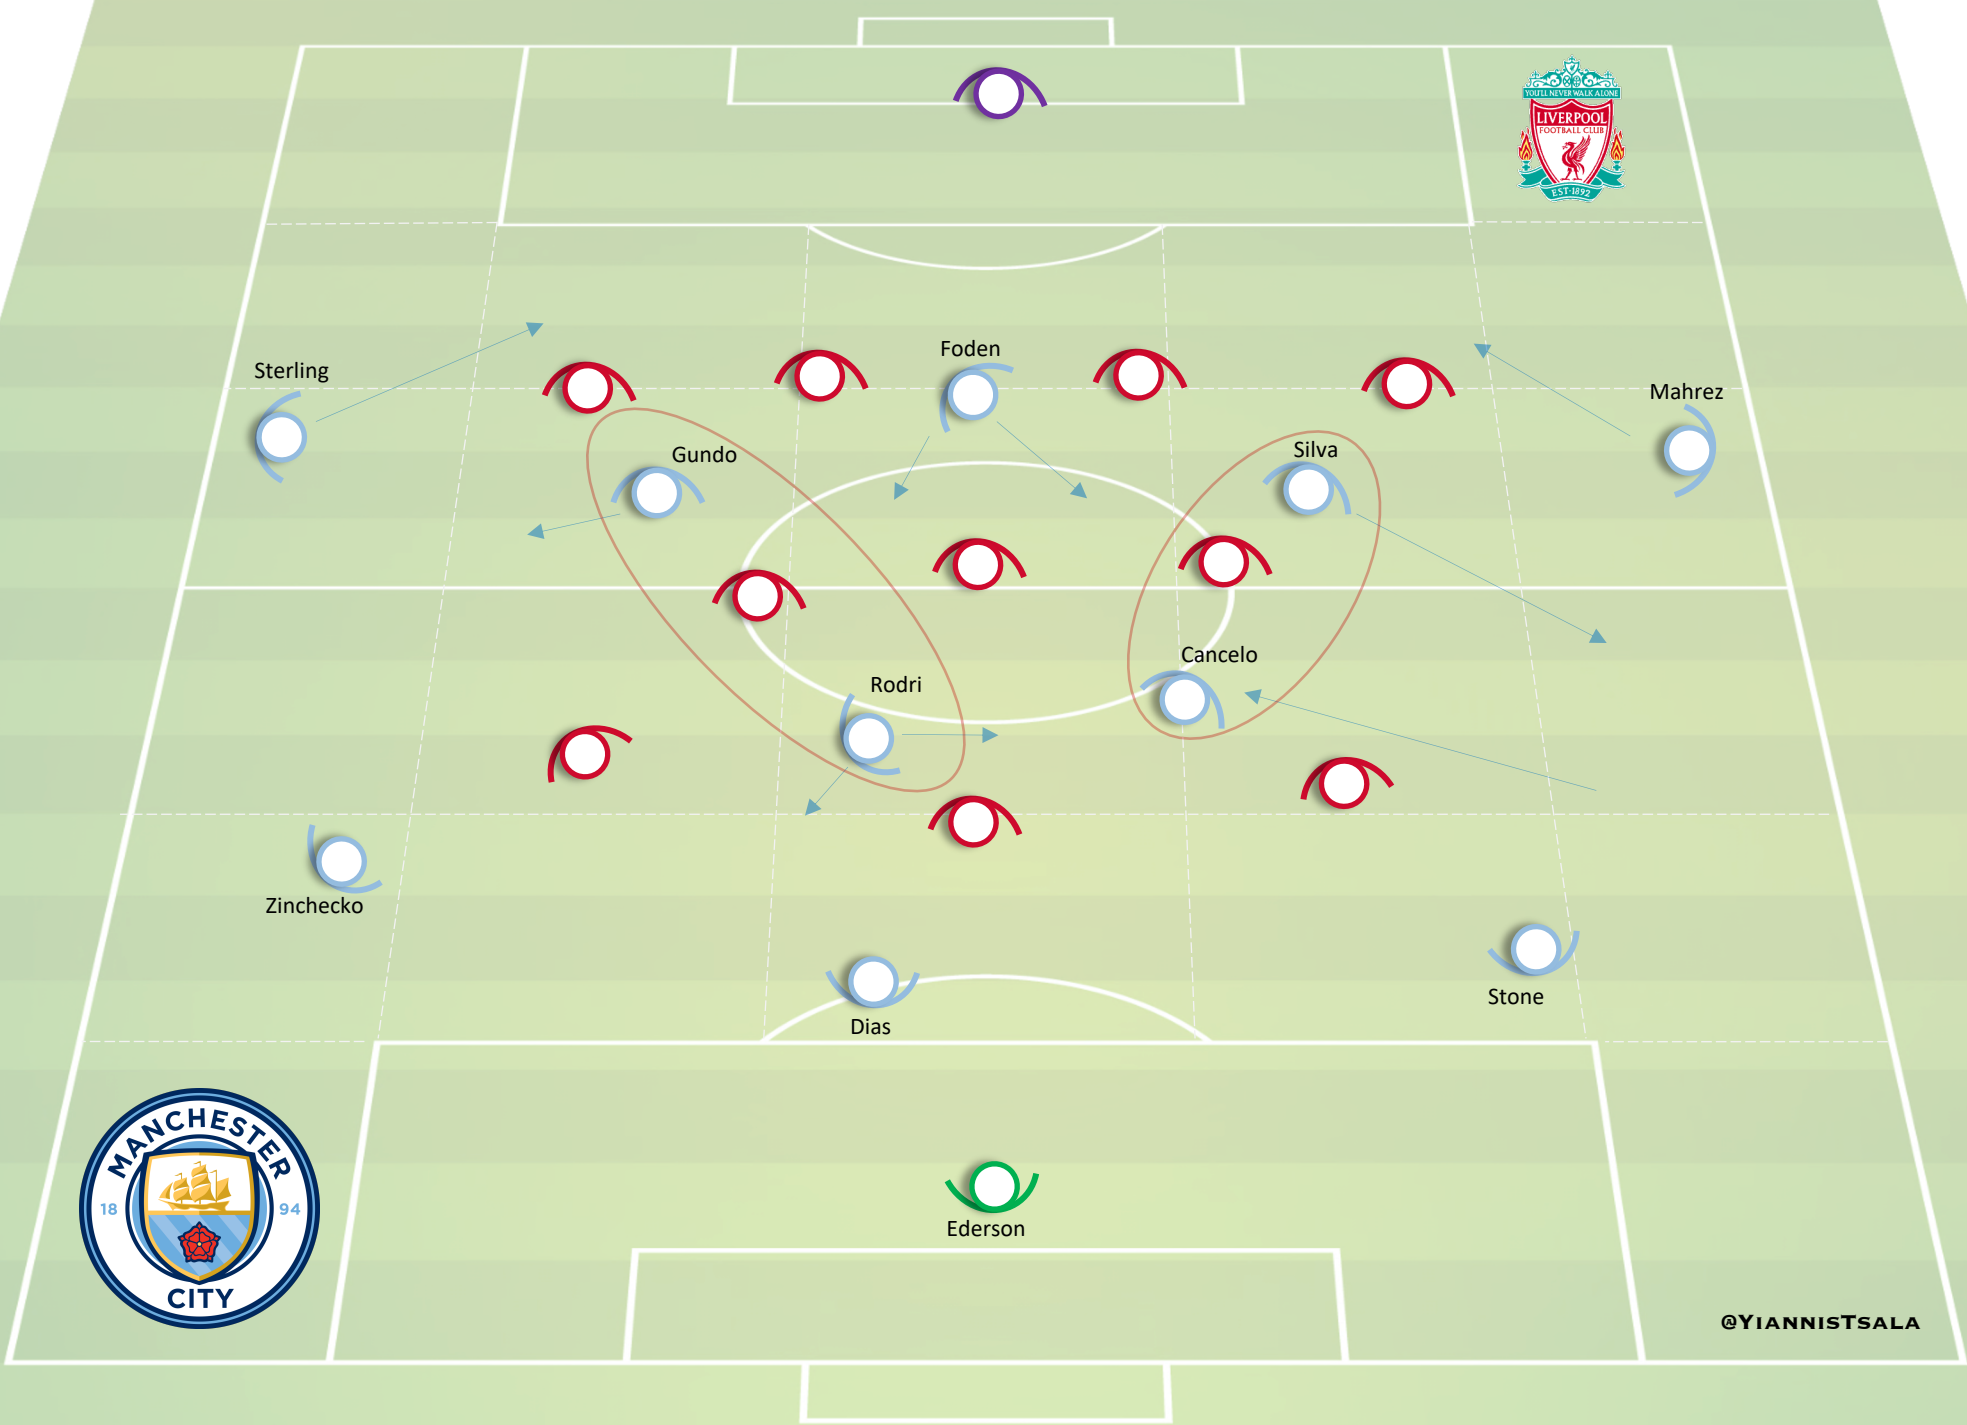 YOU'LL NEVER WALK ALONE
LIVERPOOL
FOOTBALL CLUB
EST·1892
Foden
Sterling
Mahrez
Gundo
Silva
Cancelo
Rodri
Zinchecko
Stone
Dias
MANCHESTER
18 94
CITY
Ederson
@YiannisTsala